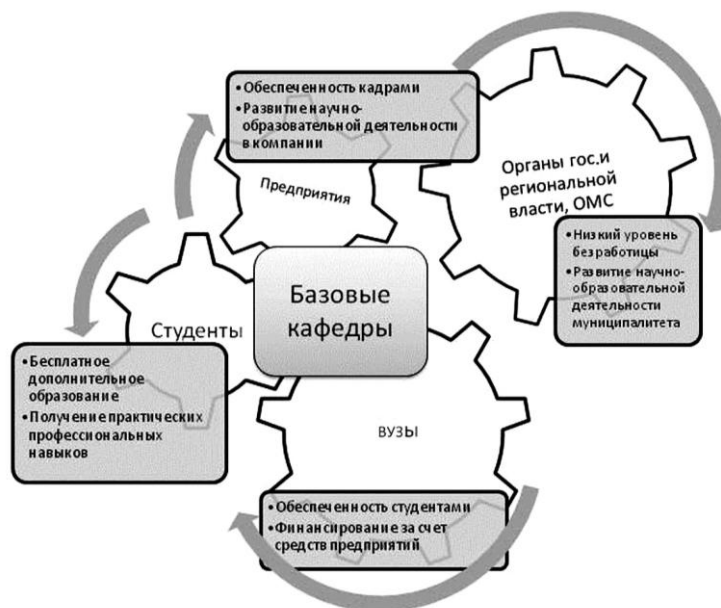 • Обеспеченность кадрами
• Развитие научно-
образовательной деятельности
в компании
Предприятия
Органы гос.и
региональной
власти, ОМС
• Низкий уровень
безработицы
• Развитие научно-
образовательной
деятельности
муниципалитета
Базовые
кафедры
Студенты
• Бесплатное
дополнительное
образование
• Получение практических
профессиональных
навыков
ВУЗЫ
• Обеспеченность студентами
• Финансирование за счет
средств предприятий